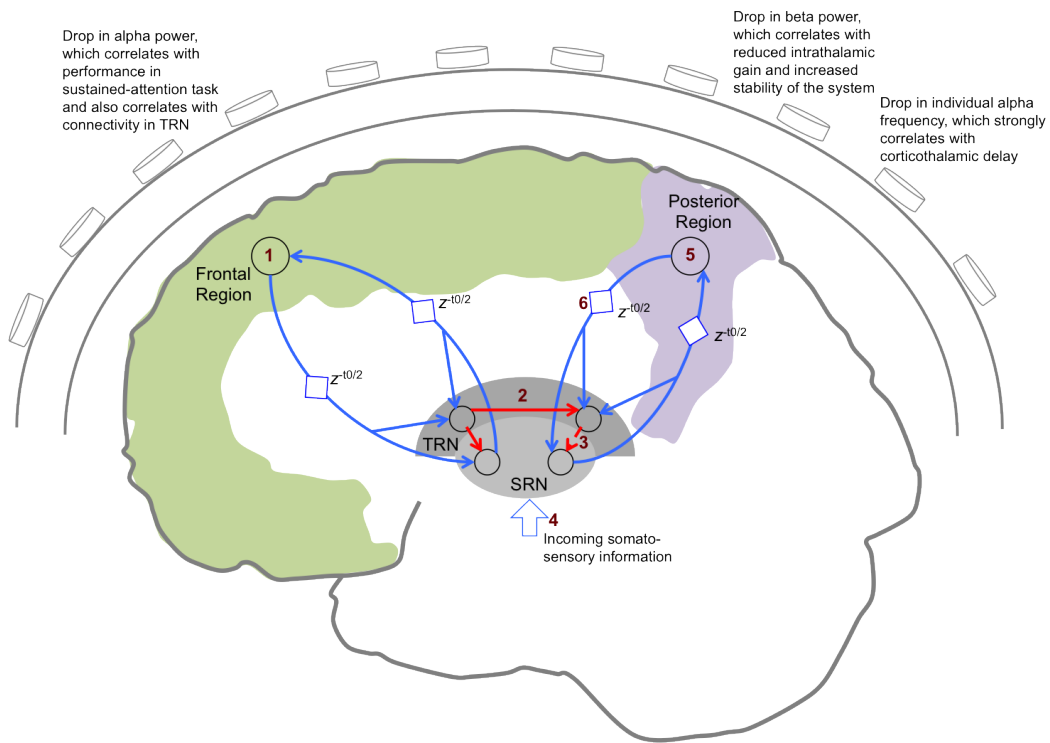 Drop in alpha power,
which correlates with
performance in
sustained-attention task
and also correlates with
connectivity in TRN
Drop in beta power,
which correlates with
reduced intrathalamic
gain and increased
stability of the system
Drop in individual alpha
frequency, which strongly
correlates with
corticothalamic delay
Posterior
Region
1
5
Frontal
Region
z-t0/2
6
z-t0/2
z-t0/2
z-t0/2
2
TRN
3
SRN
4
Incoming somato-
sensory information